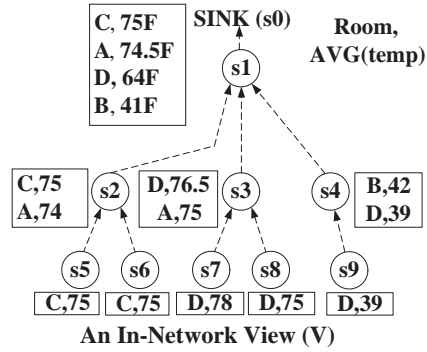 C, 75F
A, 74.5F
D, 64F
B, 41F
SINK (s0)
Room,
AVG(temp)
s1
C,75
A,74
s2
D,76.5
A,75
s3
s4
B,42
D,39
s5
s6
s7
s8
s9
C,75
C,75
D,78
D,75
D,39
An In-Network View (V)